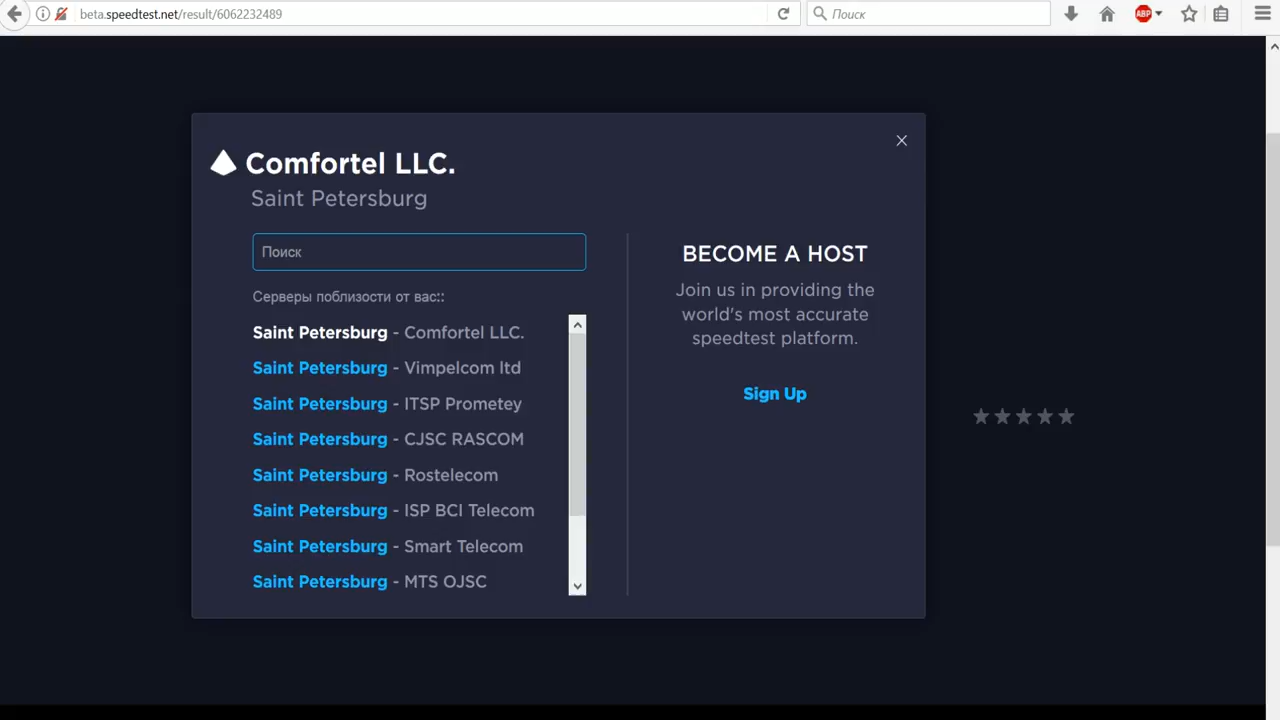 beta.speedtest.net/result/6062232489
Поиск
ABP
Comfortel LLC.
Saint Petersburg
Поиск
Серверы поблизости от вас::
Saint Petersburg - Comfortel LLC.
Saint Petersburg - Vimpelcom ltd
Saint Petersburg - ITSP Prometey
Saint Petersburg - CJSC RASCOM
Saint Petersburg - Rostelecom
Saint Petersburg - ISP BCI Telecom
Saint Petersburg - Smart Telecom
Saint Petersburg - MTS OJSC
BECOME A HOST
Join us in providing the
world's most accurate
speedtest platform.
Sign Up